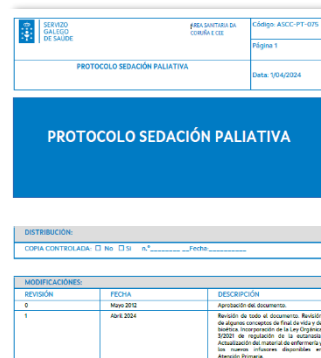 SERVIZO
GALEGO
DE SAÚDE
ÁREA SANITARIA DA
CORUÑA E CEE
Código: ASCC-PT-075
Página 1
PROTOCOLO SEDACIÓN PALIATIVA
Data: 1/04/2024
PROTOCOLO SEDACIÓN PALIATIVA
DISTRIBUCIÓN:
COPIA CONTROLADA: ☐ No ☐ SI n.º________ __Fecha:__________
MODIFICACIÓNES:
REVISIÓN FECHA DESCRIPCIÓN
0 Mayo 2012 Aprobación del documento.
1 Abril 2024 Revisión de todo el documento. Revisión
de algunos conceptos de final de vida y de
bioética. Incorporación de la Ley Orgánica
3/2021 de regulación de la eutanasia.
Actualización del material de enfermería y
los nuevos infusores disponibles en
Atención Primaria.